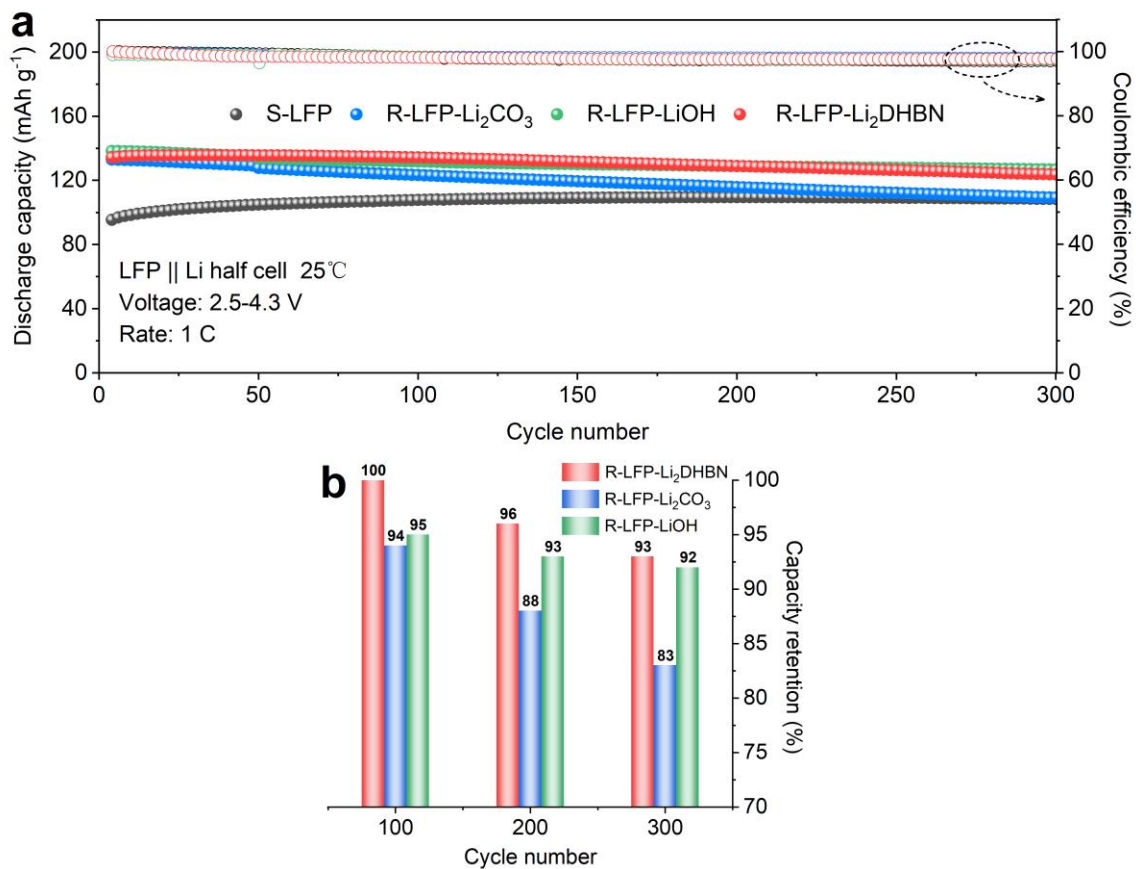 a
Discharge capacity (mAh g⁻¹)
200
160
120
80
40
0
S-LFP R-LFP-Li₂CO₃ R-LFP-LiOH R-LFP-Li₂DHBN
LFP || Li half cell 25℃
Voltage: 2.5-4.3 V
Rate: 1 C
100
80
60
40
20
0
Coulombic efficiency (%)
0 50 100 150 200 250 300
Cycle number
b
R-LFP-Li₂DHBN
R-LFP-Li₂CO₃
R-LFP-LiOH
100 94 95
96 88 93
93 83 92
100
95
90
85
80
75
70
Capacity retention (%)
100 200 300
Cycle number